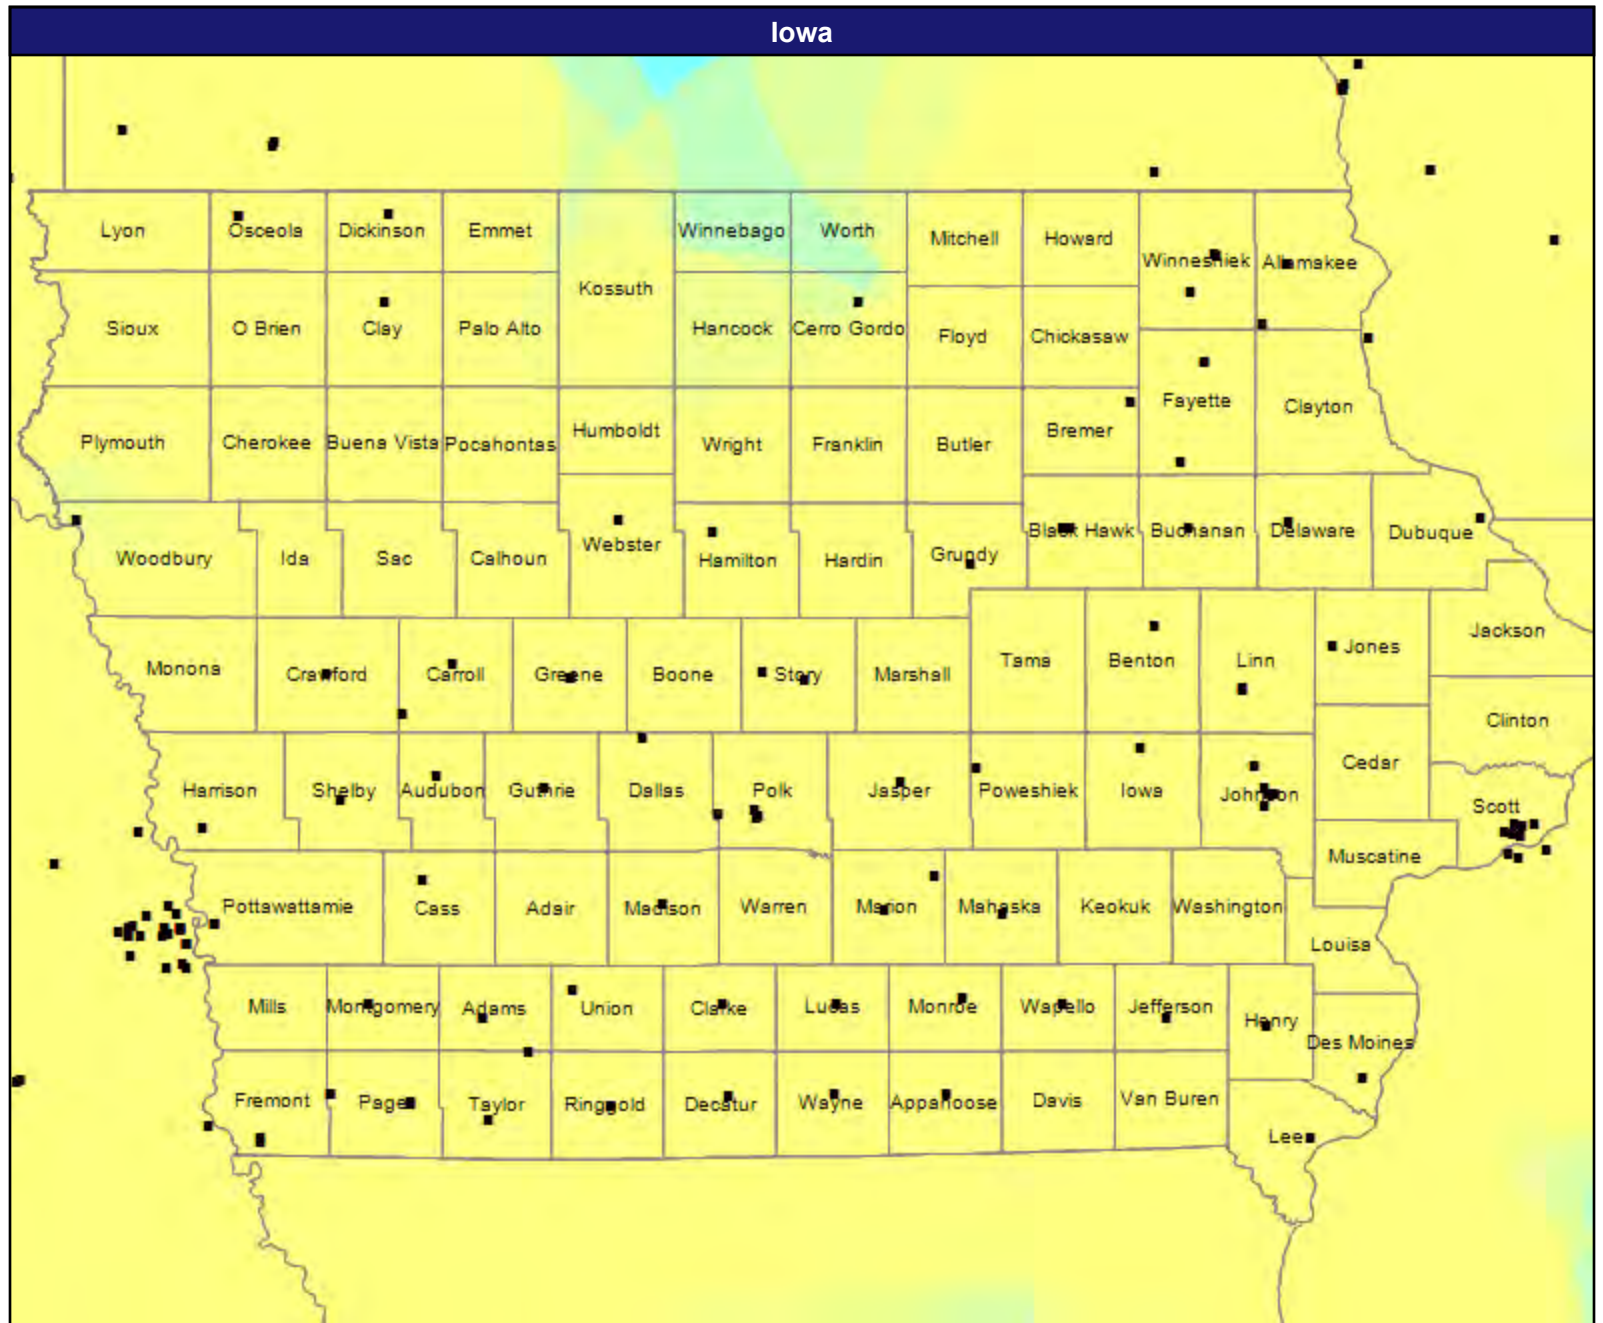 Iowa
Lyon
Osceola
Dickinson
Emmet
Winnebago
Worth
Mitchell
Howard
Winneshiek
Allamakee
Kossuth
Sioux
O Brien
Clay
Palo Alto
Hancock
Cerro Gordo
Floyd
Chickasaw
Fayette
Clayton
Plymouth
Cherokee
Buena Vista
Pocahontas
Humboldt
Wright
Franklin
Butler
Bremer
Woodbury
Ida
Sac
Calhoun
Webster
Hamilton
Hardin
Grundy
Black Hawk
Buchanan
Delaware
Dubuque
Monona
Crawford
Carroll
Greene
Boone
Story
Marshall
Tama
Benton
Linn
Jones
Jackson
Clinton
Harrison
Shelby
Audubon
Guthrie
Dallas
Polk
Jasper
Poweshiek
Iowa
Johnson
Cedar
Scott
Muscatine
Pottawattamie
Cass
Adair
Madison
Warren
Marion
Mahaska
Keokuk
Washington
Louisa
Mills
Montgomery
Adams
Union
Clarke
Lucas
Monroe
Wapello
Jefferson
Henry
Des Moines
Fremont
Page
Taylor
Ringgold
Decatur
Wayne
Appanoose
Davis
Van Buren
Lee